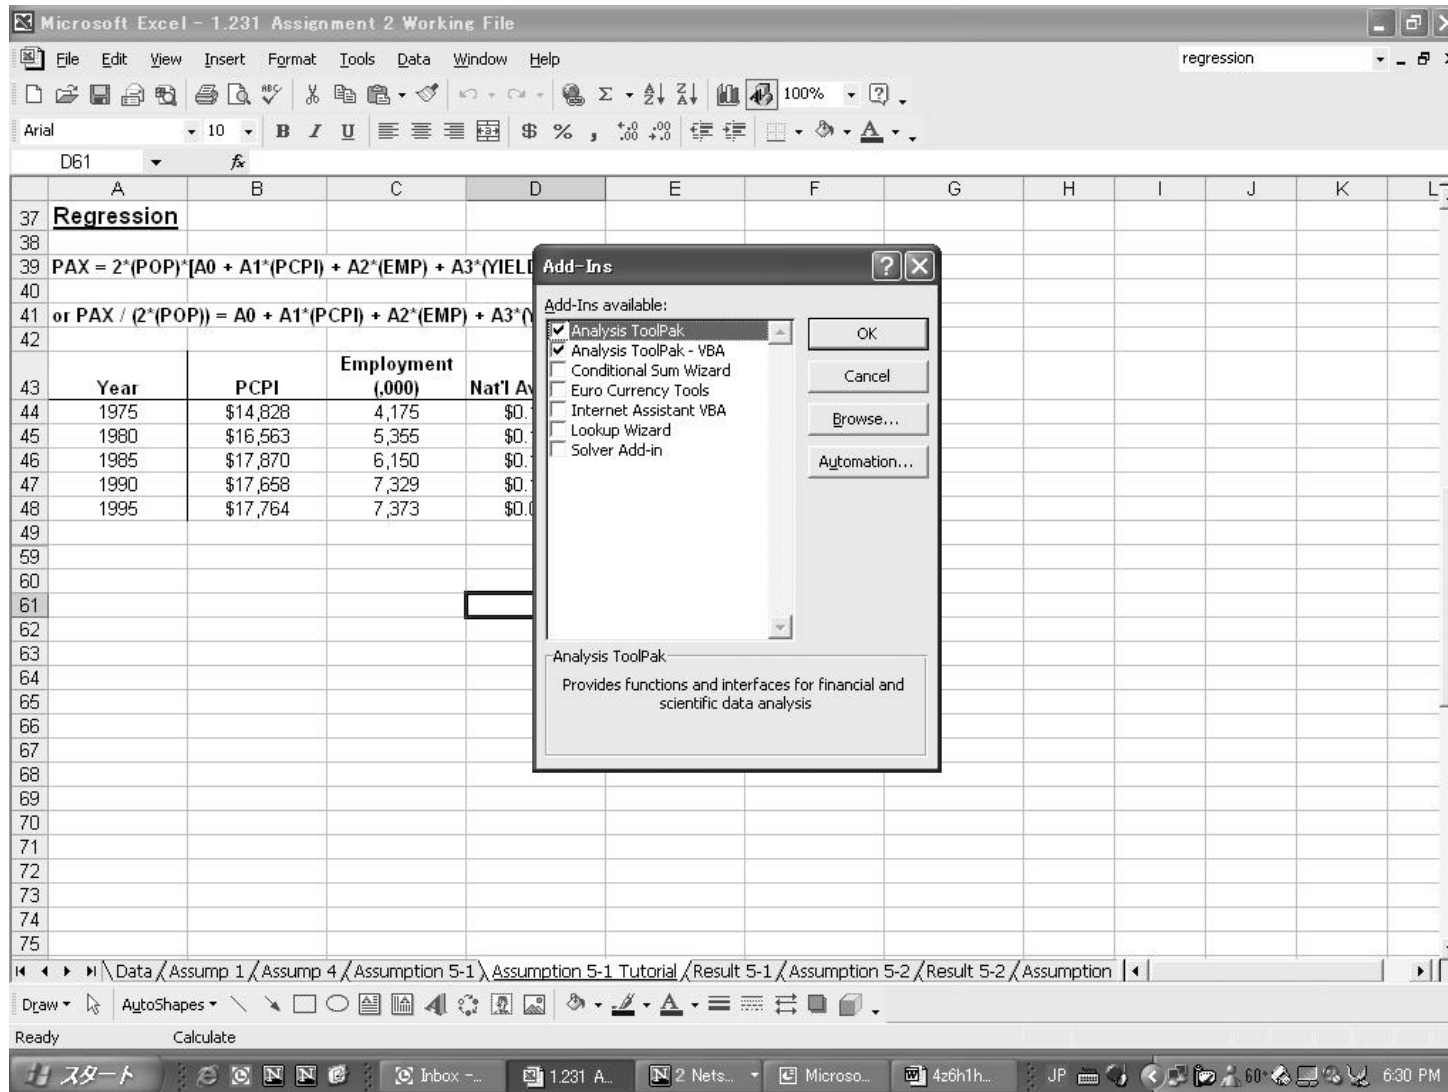 Microsoft Excel - 1.231 Assignment 2 Working File
File Edit View Insert Format Tools Data Window Help regression
100%
Arial 10 B I U $ % ,
D61 fx
A B C D E F G H I J K L
37 Regression
38
39 PAX = 2*(POP)*[A0 + A1*(PCPI) + A2*(EMP) + A3*(YIEL
40
41 or PAX / (2*(POP)) = A0 + A1*(PCPI) + A2*(EMP) + A3*(
42
Employment
43 Year PCPI (,000) Nat'l Av
44 1975 $14,828 4,175 $0.
45 1980 $16,563 5,355 $0.
46 1985 $17,870 6,150 $0.
47 1990 $17,658 7,329 $0.
48 1995 $17,764 7,373 $0.
49
59
60
61
62
63
64
65
66
67
68
69
70
71
72
73
74
75
Add-Ins
Add-Ins available:
Analysis ToolPak
Analysis ToolPak - VBA
Conditional Sum Wizard
Euro Currency Tools
Internet Assistant VBA
Lookup Wizard
Solver Add-in
OK
Cancel
Browse...
Automation...
Analysis ToolPak
Provides functions and interfaces for financial and
scientific data analysis
Data Assump 1 Assump 4 Assumption 5-1 Assumption 5-1 Tutorial Result 5-1 Assumption 5-2 Result 5-2 Assumption
Draw AutoShapes
Ready Calculate
スタート Inbox -... 1.231 A... 2 Nets... Microso... 4z6h1h... JP 60° 6:30 PM